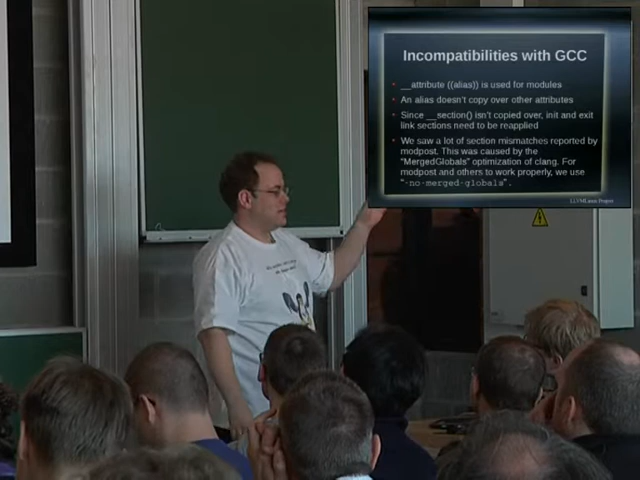 Incompatibilities with GCC
__attribute ((alias)) is used for modules
An alias doesn't copy over other attributes
Since __section() isn't copied over, init and exit
link sections need to be reapplied
We saw a lot of section mismatches reported by
modpost. This was caused by the
"MergedGlobals" optimization of clang. For
modpost and others to work properly, we use
"-no-merged-globals".
LLVMLinux Project